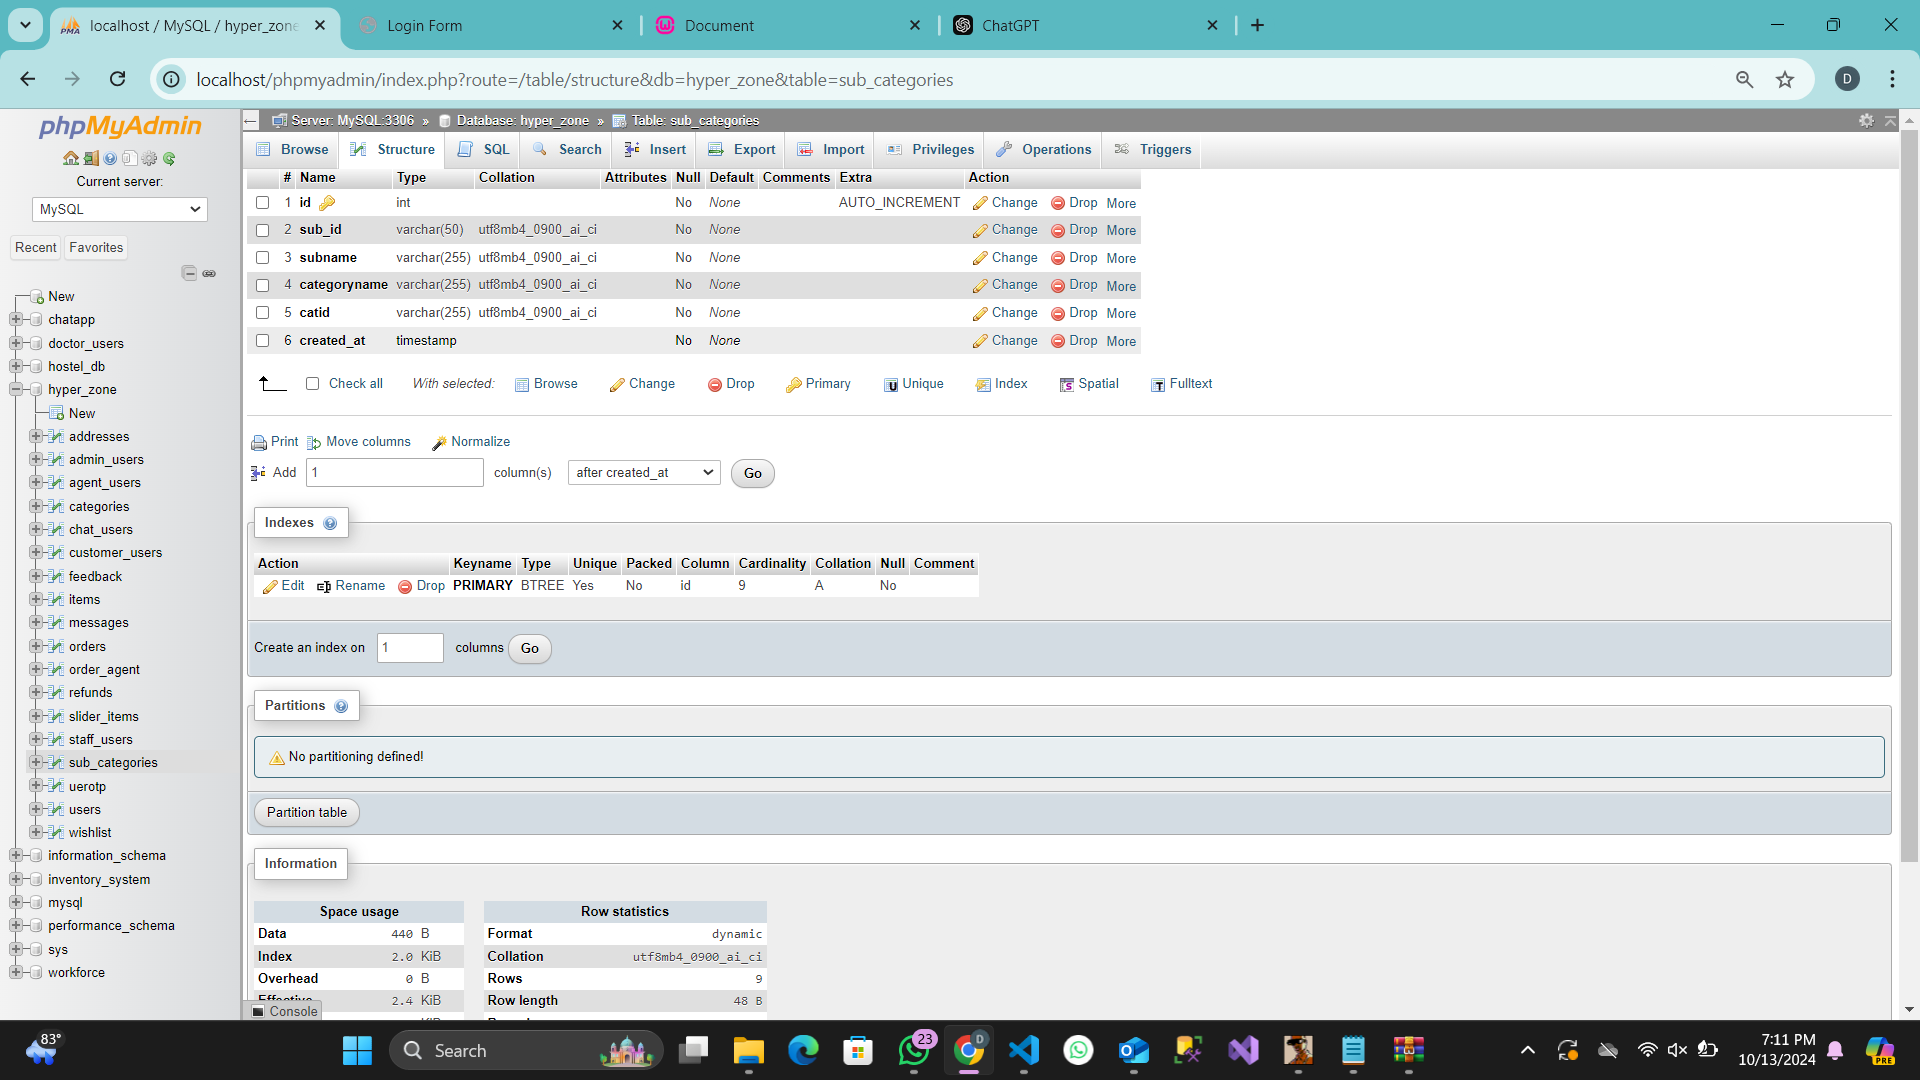 localhost / MySQL / hyper_zone
Login Form
Document
ChatGPT
localhost/phpmyadmin/index.php?route=/table/structure&db=hyper_zone&table=sub_categories
D
phpMyAdmin
Current server:
MySQL
Recent Favorites
New
chatapp
doctor_users
hostel_db
hyper_zone
New
addresses
admin_users
agent_users
categories
chat_users
customer_users
feedback
items
messages
orders
order_agent
refunds
slider_items
staff_users
sub_categories
uerotp
users
wishlist
information_schema
inventory_system
mysql
performance_schema
sys
workforce
Server: MySQL:3306 » Database: hyper_zone » Table: sub_categories
Browse Structure SQL Search Insert Export Import Privileges Operations Triggers
# Name Type Collation Attributes Null Default Comments Extra Action
1 id int No None AUTO_INCREMENT Change Drop More
2 sub_id varchar(50) utf8mb4_0900_ai_ci No None Change Drop More
3 subname varchar(255) utf8mb4_0900_ai_ci No None Change Drop More
4 categoryname varchar(255) utf8mb4_0900_ai_ci No None Change Drop More
5 catid varchar(255) utf8mb4_0900_ai_ci No None Change Drop More
6 created_at timestamp No None Change Drop More
Check all With selected: Browse Change Drop Primary Unique Index Spatial Fulltext
Print Move columns Normalize
Add 1 column(s) after created_at Go
Indexes
Action Keyname Type Unique Packed Column Cardinality Collation Null Comment
Edit Rename Drop PRIMARY BTREE Yes No id 9 A No
Create an index on 1 columns Go
Partitions
No partitioning defined!
Partition table
Information
Space usage
Data 440 B
Index 2.0 KiB
Overhead 0 B
Effective 2.4 KiB
Row statistics
Format dynamic
Collation utf8mb4_0900_ai_ci
Rows 9
Row length 48 B
Console
83°
Search
23
D
7:11 PM
10/13/2024
PRE